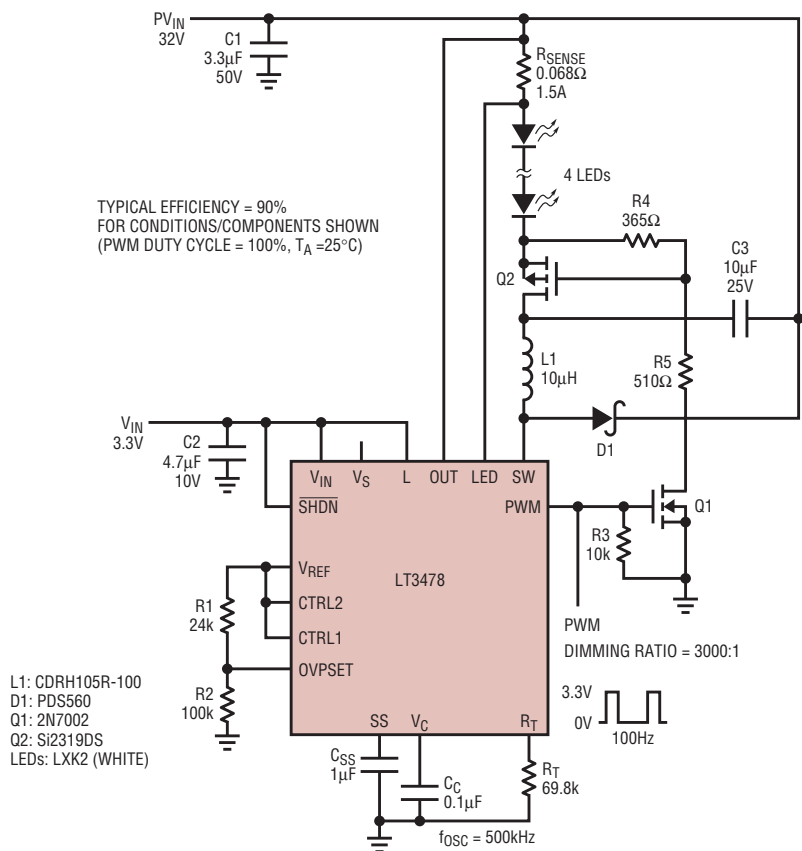 PVIN
32V
C1
3.3µF
50V
RSENSE
0.068Ω
1.5A
4 LEDs
TYPICAL EFFICIENCY = 90%
FOR CONDITIONS/COMPONENTS SHOWN
(PWM DUTY CYCLE = 100%, TA =25°C)
R4
365Ω
C3
10µF
25V
Q2
L1
10µH
R5
510Ω
D1
VIN
3.3V
C2
4.7µF
10V
VIN
VS
L
OUT
LED
SW
SHDN
PWM
Q1
R3
10k
VREF
LT3478
CTRL2
CTRL1
OVPSET
R1
24k
R2
100k
PWM
DIMMING RATIO = 3000:1
3.3V
0V
100Hz
L1: CDRH105R-100
D1: PDS560
Q1: 2N7002
Q2: Si2319DS
LEDs: LXK2 (WHITE)
SS
VC
RT
CSS
1µF
CC
0.1µF
RT
69.8k
fOSC = 500kHz